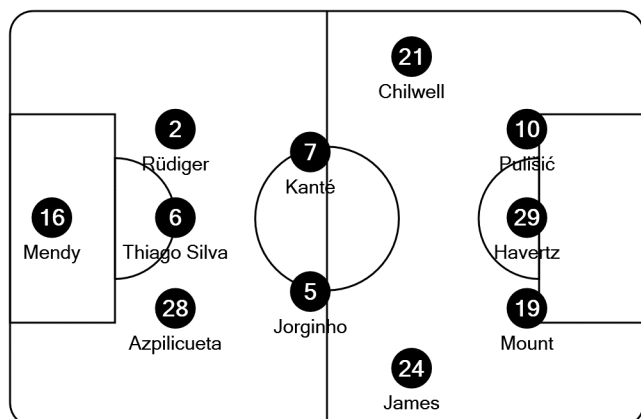 21
Chilwell
2
Rüdiger
10
Pulišić
7
Kanté
16
Mendy
6
Thiago Silva
29
Havertz
5
Jorginho
28
Azpilicueta
19
Mount
24
James